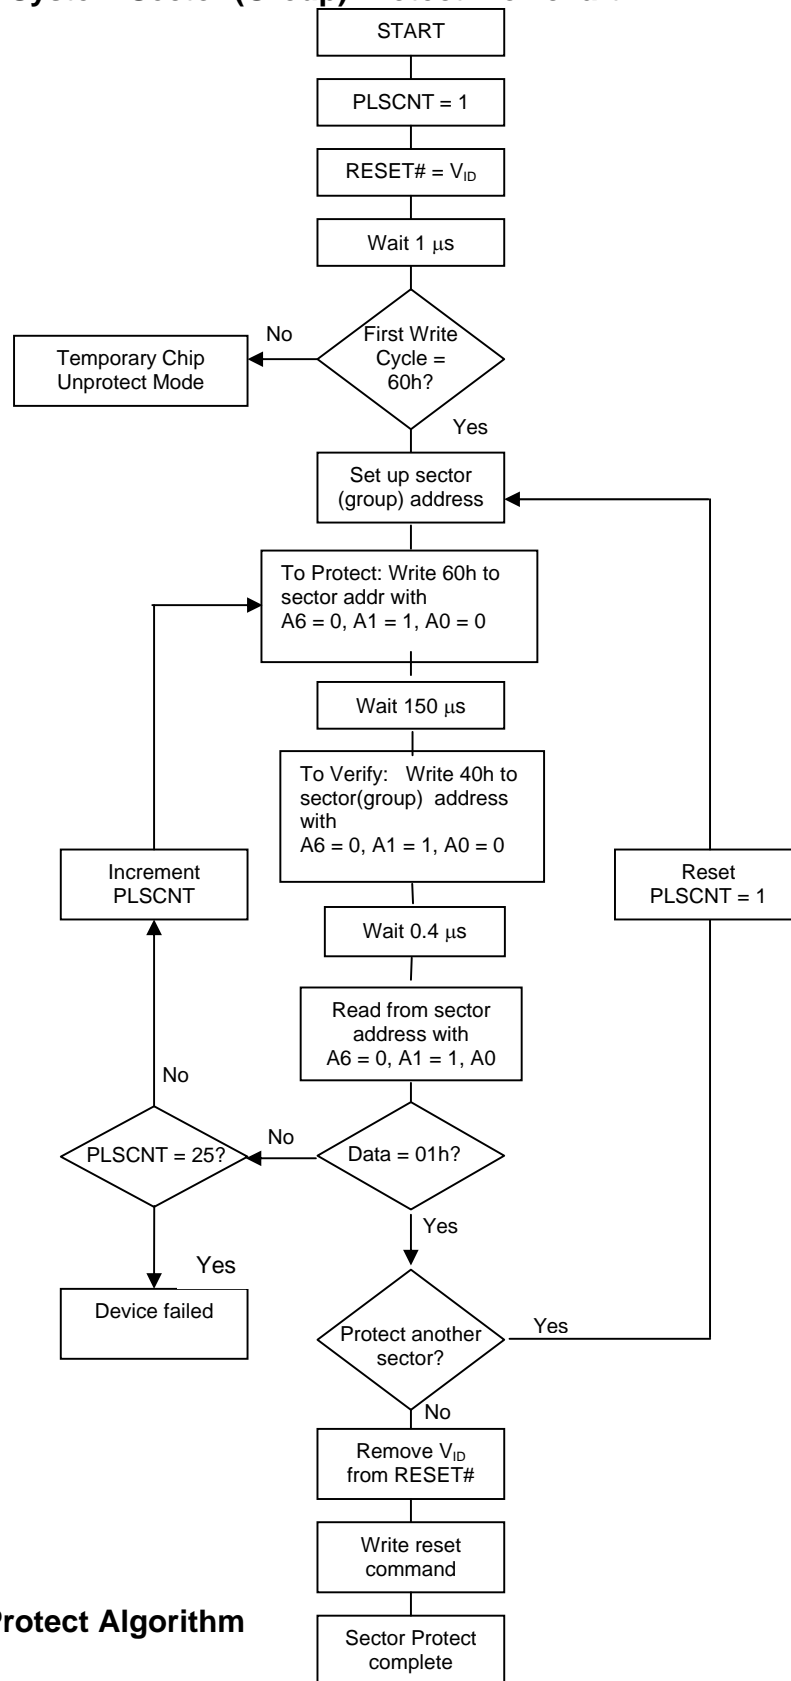 START
PLSCNT = 1
RESET# = VID
Wait 1 μs
First Write
Cycle =
60h?
No
Temporary Chip
Unprotect Mode
Yes
Set up sector
(group) address
To Protect: Write 60h to
sector addr with
A6 = 0, A1 = 1, A0 = 0
Wait 150 μs
To Verify: Write 40h to
sector(group) address
with
A6 = 0, A1 = 1, A0 = 0
Increment
PLSCNT
Reset
PLSCNT = 1
Wait 0.4 μs
Read from sector
address with
A6 = 0, A1 = 1, A0
No
PLSCNT = 25?
No
Data = 01h?
Yes
Yes
Device failed
Protect another
sector?
Yes
No
Remove VID
from RESET#
Write reset
command
Protect Algorithm
Sector Protect
complete